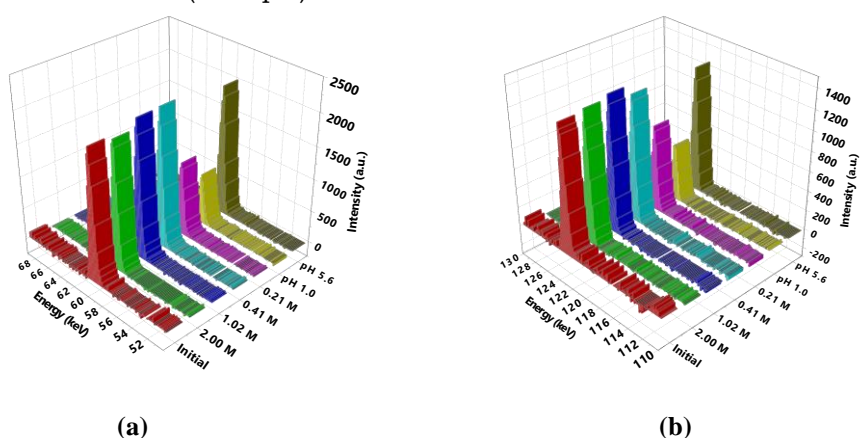 2500
2000
1500
1000
500
0
Intensity (a.u.)
68
66
64
62
60
58
56
54
52
Energy (keV)
pH 5.6
pH 1.0
0.21 M
0.41 M
1.02 M
2.00 M
Initial
(a)
1400
1200
1000
800
600
400
200
0
-200
Intensity (a.u.)
130
128
126
124
122
120
118
116
114
112
110
Energy (keV)
pH 5.6
pH 1.0
0.21 M
0.41 M
1.02 M
2.00 M
Initial
(b)